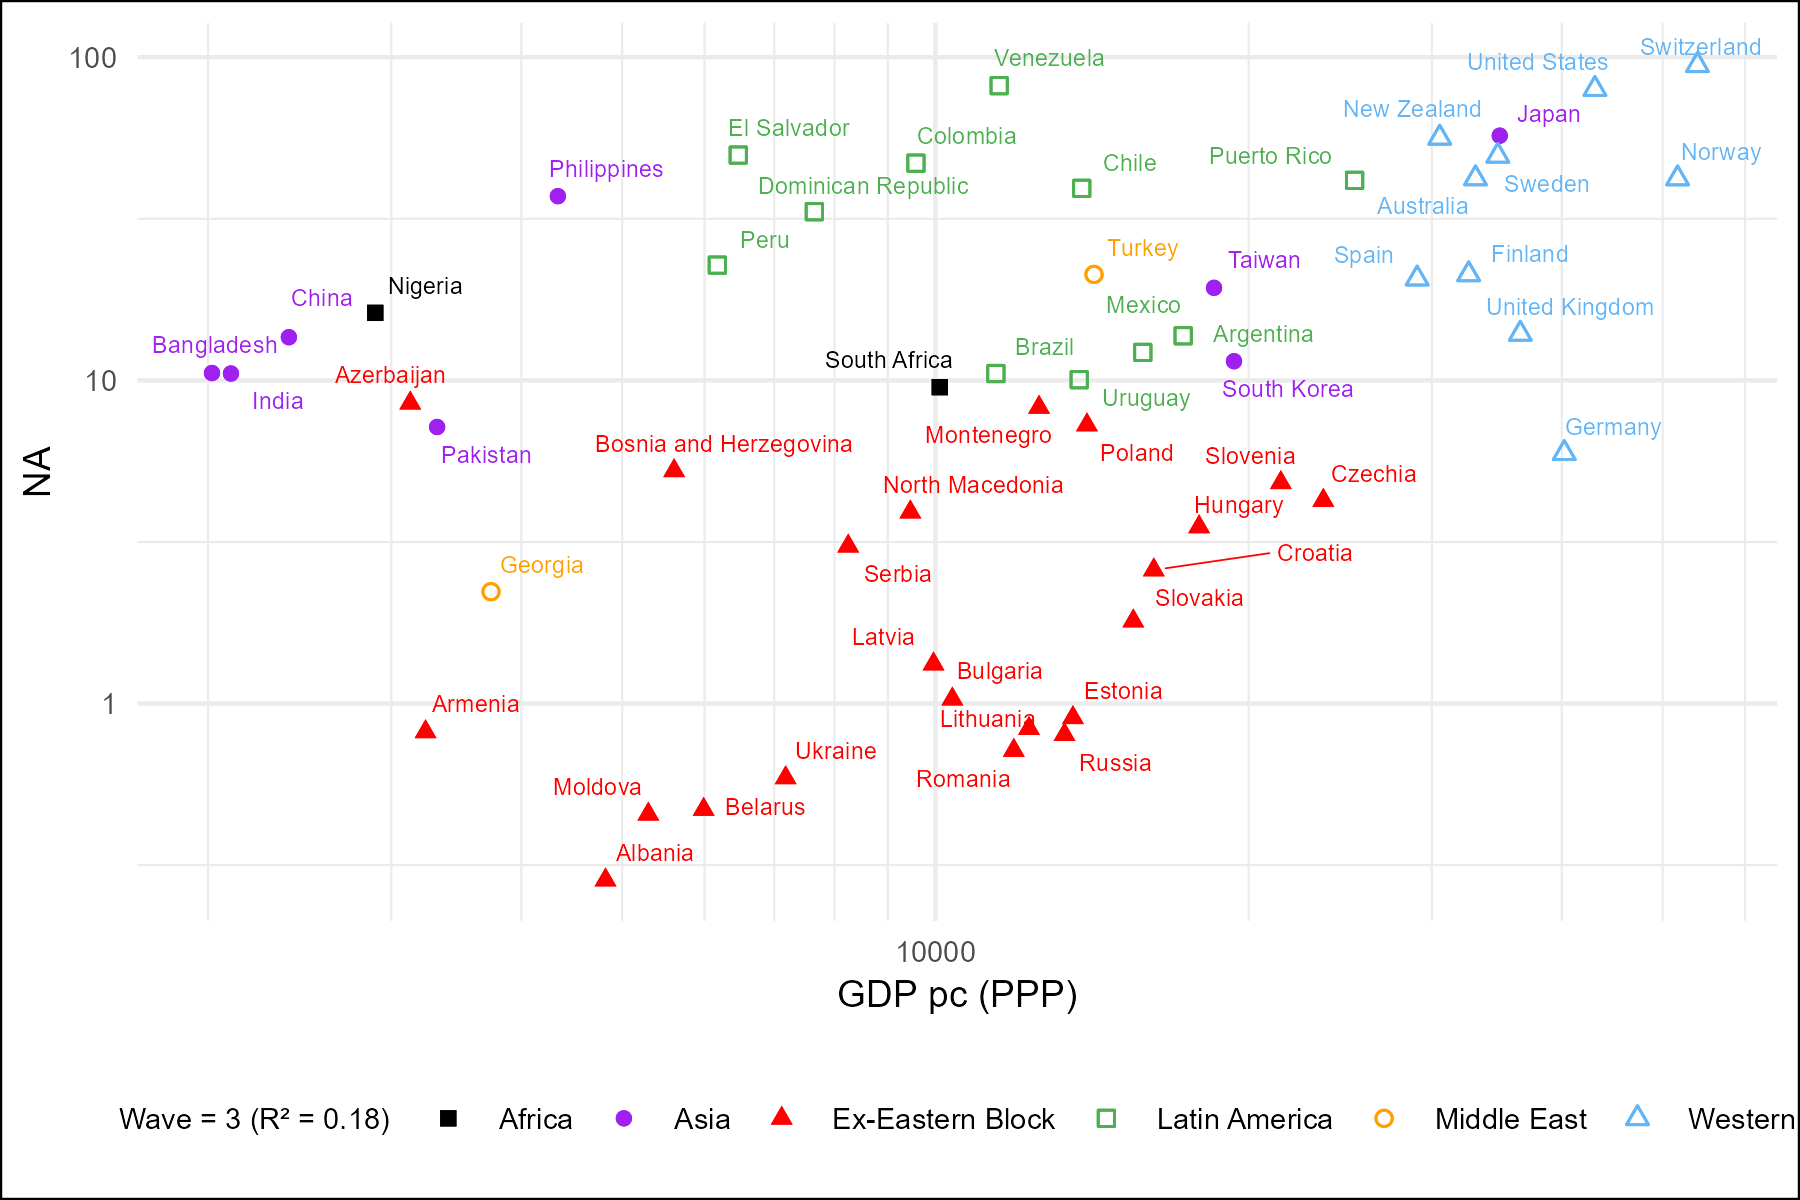 100
10
1
NA
Switzerland
United States
Venezuela
New Zealand
Japan
El Salvador
Colombia
Puerto Rico
Norway
Chile
Philippines
Sweden
Dominican Republic
Australia
Peru
Turkey
Spain
Finland
Taiwan
Nigeria
China
Mexico
United Kingdom
Argentina
Bangladesh
Brazil
South Africa
Azerbaijan
South Korea
India
Uruguay
Germany
Montenegro
Bosnia and Herzegovina
Poland
Pakistan
Slovenia
Czechia
North Macedonia
Hungary
Croatia
Georgia
Serbia
Slovakia
Latvia
Bulgaria
Estonia
Armenia
Lithuania
Ukraine
Russia
Romania
Moldova
Belarus
Albania
10000
GDP pc (PPP)
Wave = 3 (R² = 0.18) Africa Asia Ex-Eastern Block Latin America Middle East Western